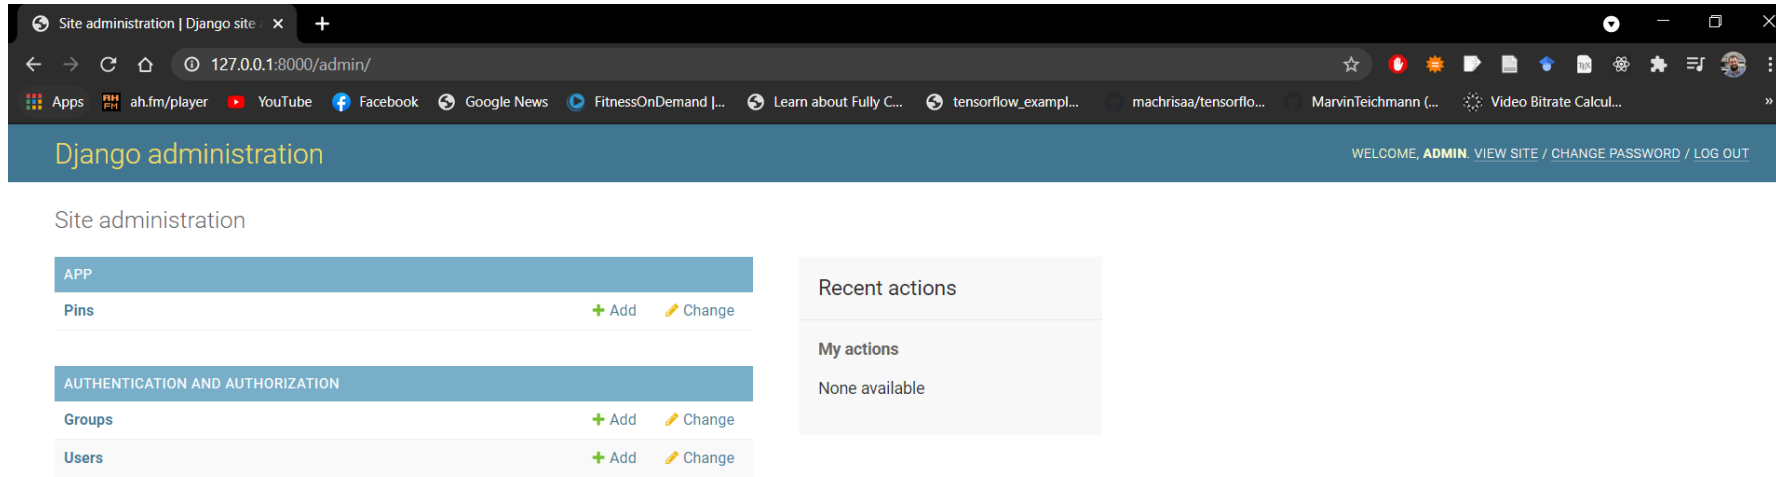 Site administration | Django site a
127.0.0.1:8000/admin/
Apps AH FM ah.fm/player YouTube Facebook Google News FitnessOnDemand |... Learn about Fully C... tensorflow_exampl... machrisaa/tensorflo... MarvinTeichmann (... Video Bitrate Calcul... »
Django administration
WELCOME, ADMIN. VIEW SITE / CHANGE PASSWORD / LOG OUT
Site administration
APP
Pins Add Change
AUTHENTICATION AND AUTHORIZATION
Groups Add Change
Users Add Change
Recent actions
My actions
None available